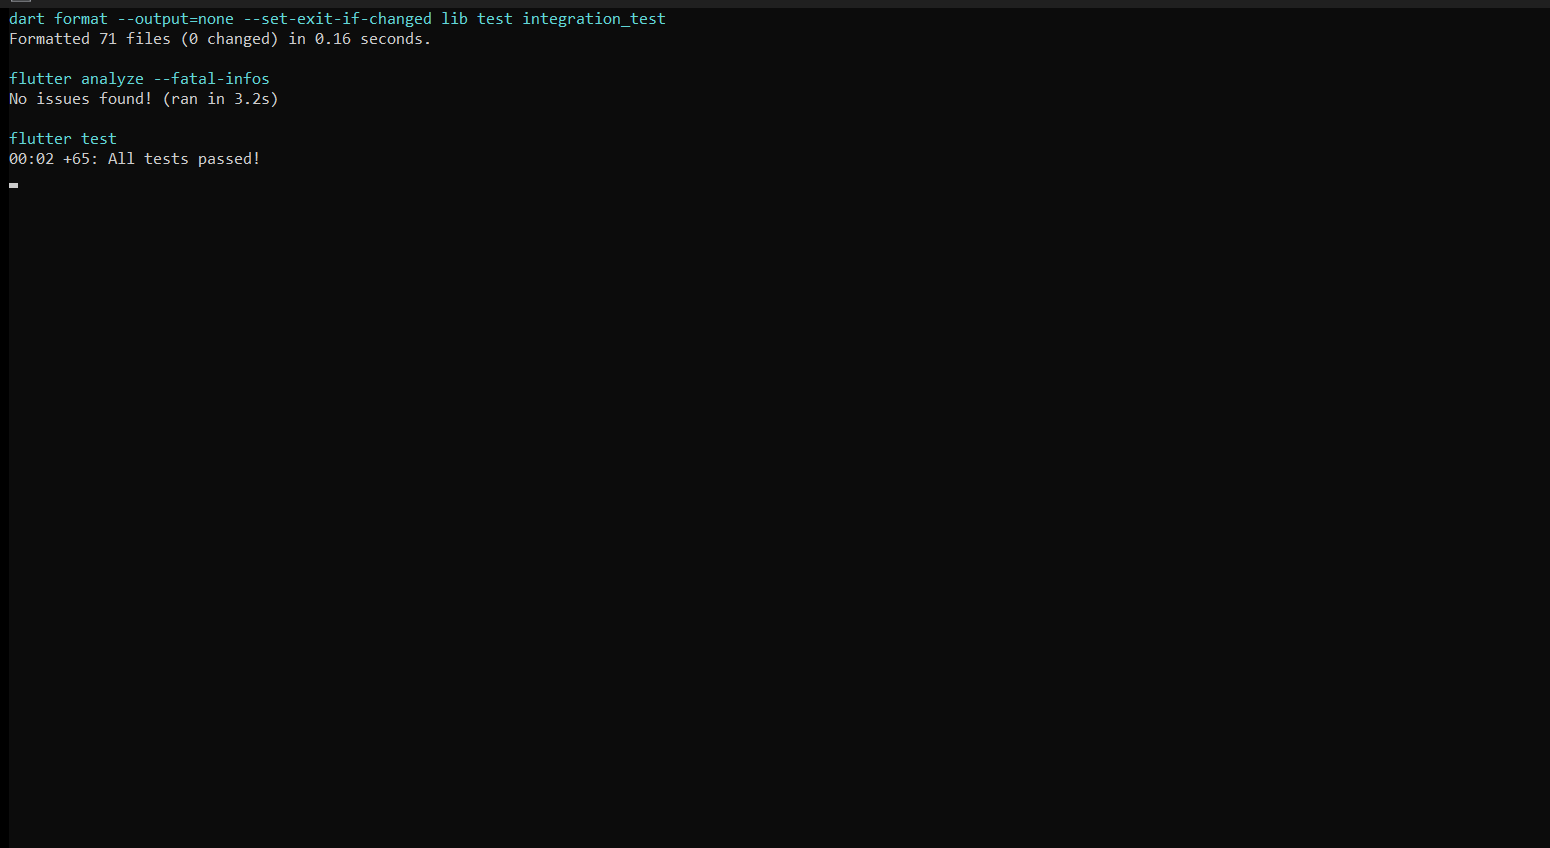 dart format --output=none --set-exit-if-changed lib test integration_test
Formatted 71 files (0 changed) in 0.16 seconds.
flutter analyze --fatal-infos
No issues found! (ran in 3.2s)
flutter test
00:02 +65: All tests passed!